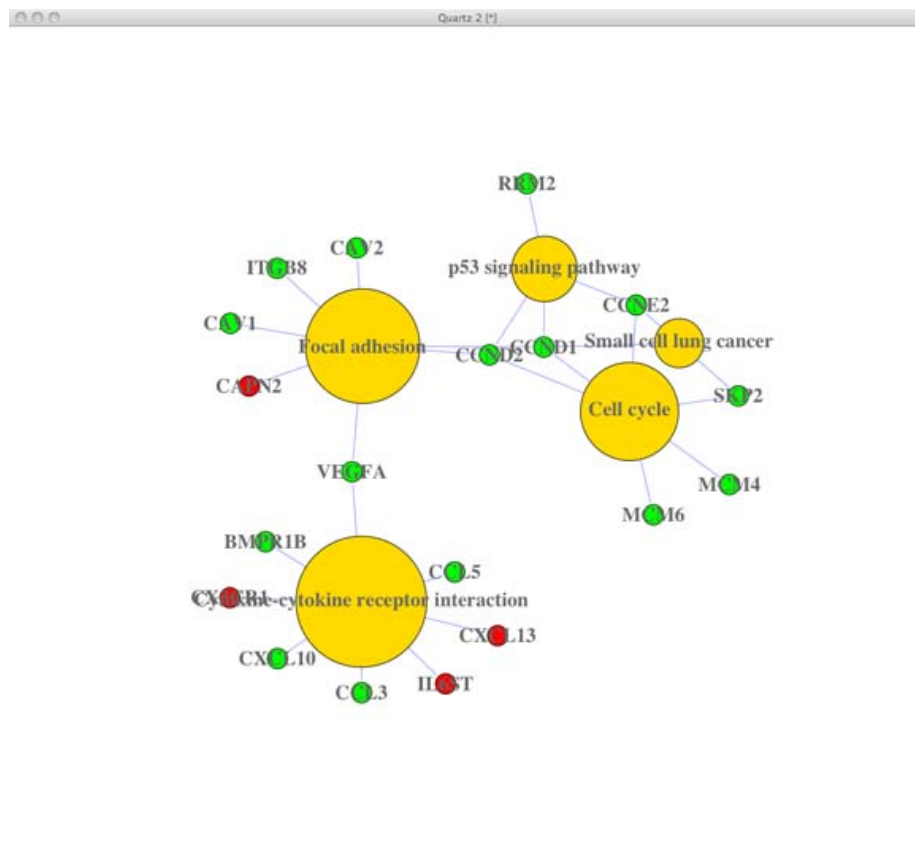 Quartz 2 [*]
RRM2
CAV2
ITGB8
p53 signaling pathway
CCNE2
CAV1
Focal adhesion
CCND2
CCND1
Small cell lung cancer
CAPN2
SKP2
Cell cycle
VEGFA
MCM4
MCM6
BMPR1B
CCL5
Cytokine-cytokine receptor interaction
CXCL13
CXCL10
CCL3
IL6ST